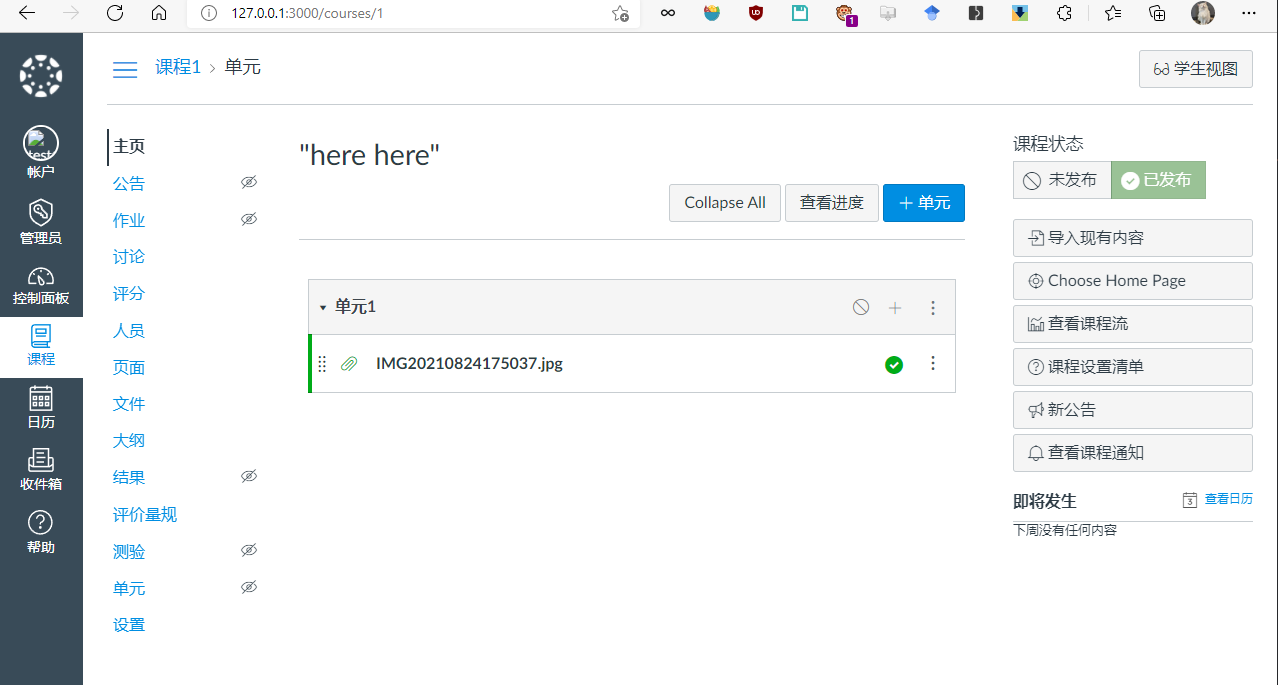 127.0.0.1:3000/courses/1
1
课程1 › 单元
学生视图
test
帐户
管理员
控制面板
课程
日历
收件箱
帮助
主页
公告
作业
讨论
评分
人员
页面
文件
大纲
结果
评价量规
测验
单元
设置
"here here"
Collapse All
查看进度
+ 单元
单元1
IMG20210824175037.jpg
课程状态
未发布
已发布
导入现有内容
Choose Home Page
查看课程流
课程设置清单
新公告
查看课程通知
即将发生
3 查看日历
下周没有任何内容